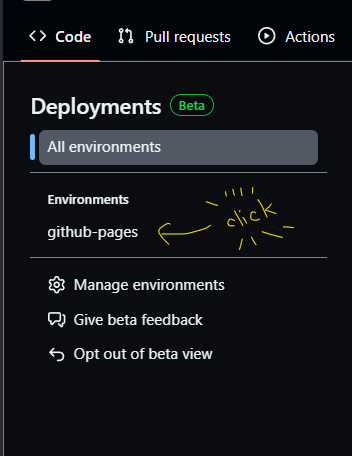 Code Pull requests Actions
Deployments Beta
All environments
Environments
click
github-pages
Manage environments
Give beta feedback
Opt out of beta view